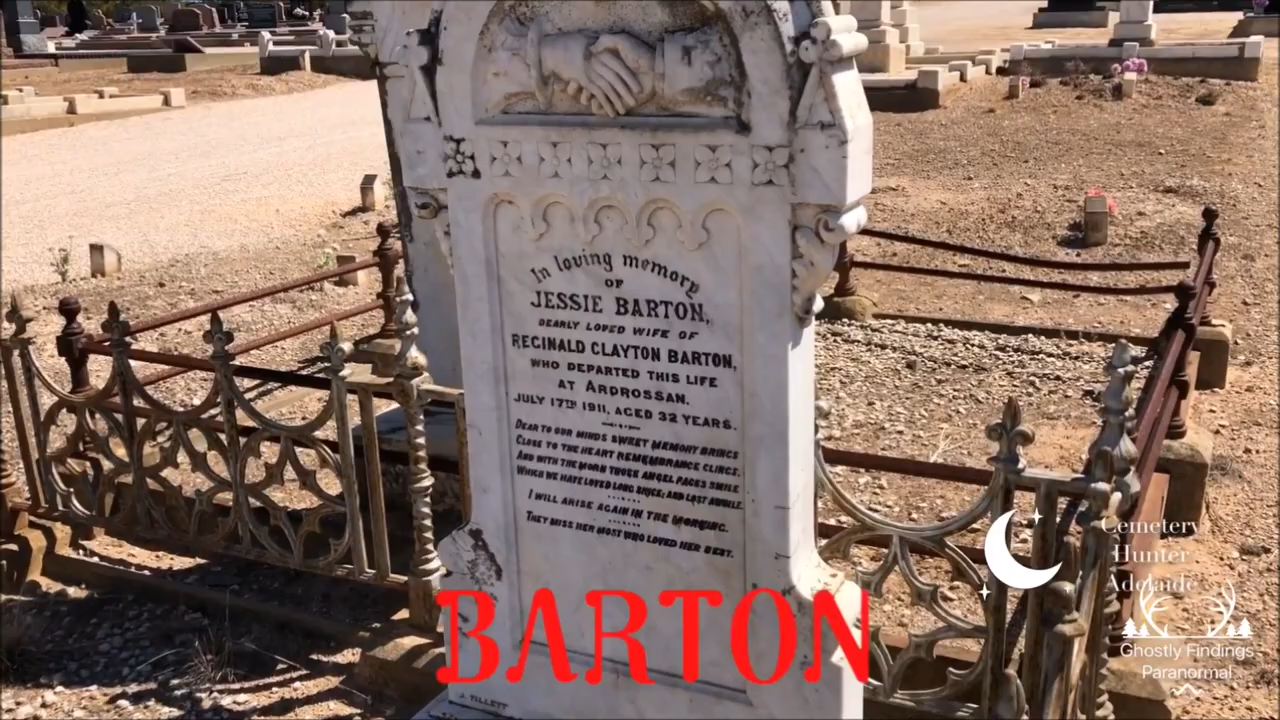 In loving memory
OF
JESSIE BARTON,
DEARLY LOVED WIFE OF
REGINALD CLAYTON BARTON,
WHO DEPARTED THIS LIFE
AT ARDROSSAN,
JULY 17TH 1911, AGED 32 YEARS.
DEAR TO OUR MINDS SWEET MEMORY BRINGS
CLOSE TO THE HEART REMEMBRANCE CLINGS,
AND WITH THE MORN THOSE ANGEL FACES SMILE
WHICH WE HAVE LOVED LONG SINCE, AND LOST AWHILE.
I WILL ARISE AGAIN IN THE MORNING.
THEY MISS HER MOST WHO LOVED HER BEST.
BARTON
J. TILLETT
Cemetery
Hunter
Adelaide
Ghostly Findings
Paranormal